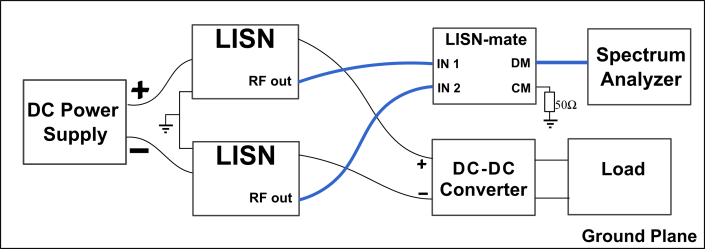 LISN
RF out
+
DC Power
Supply
−
LISN
RF out
LISN-mate
IN 1 DM
IN 2 CM
50Ω
Spectrum
Analyzer
+
−
DC-DC
Converter
Load
Ground Plane